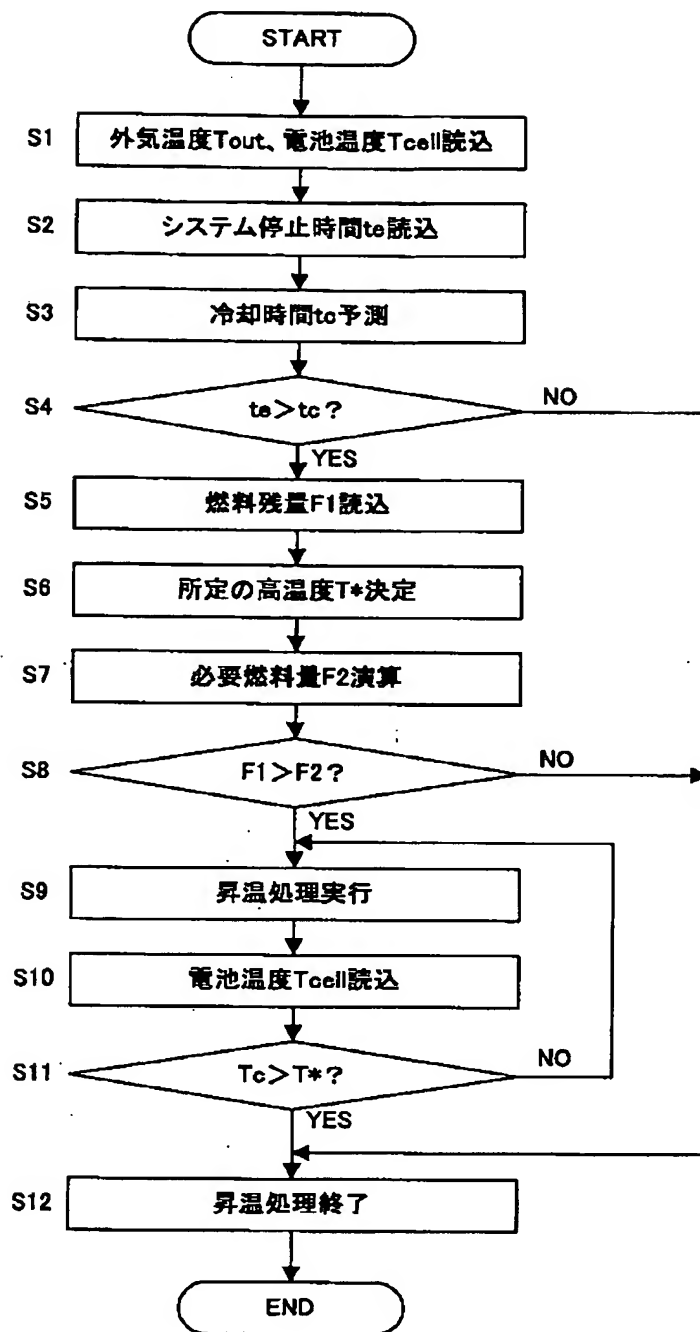 START
S1 外気温度Tout、電池温度Tcell読込
S2 システム停止時間te読込
S3 冷却時間tc予測
S4 te＞tc？ NO
YES
S5 燃料残量F1読込
S6 所定の高温度T*決定
S7 必要燃料量F2演算
S8 F1＞F2？ NO
YES
S9 昇温処理実行
S10 電池温度Tcell読込
S11 Tc＞T*？ NO
YES
S12 昇温処理終了
END